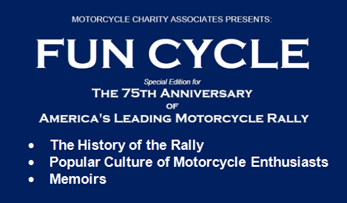 MOTORCYCLE CHARITY ASSOCIATES PRESENTS:
FUN CYCLE
Special Edition for
THE 75TH ANNIVERSARY
OF
AMERICA'S LEADING MOTORCYCLE RALLY
• The History of the Rally
• Popular Culture of Motorcycle Enthusiasts
• Memoirs